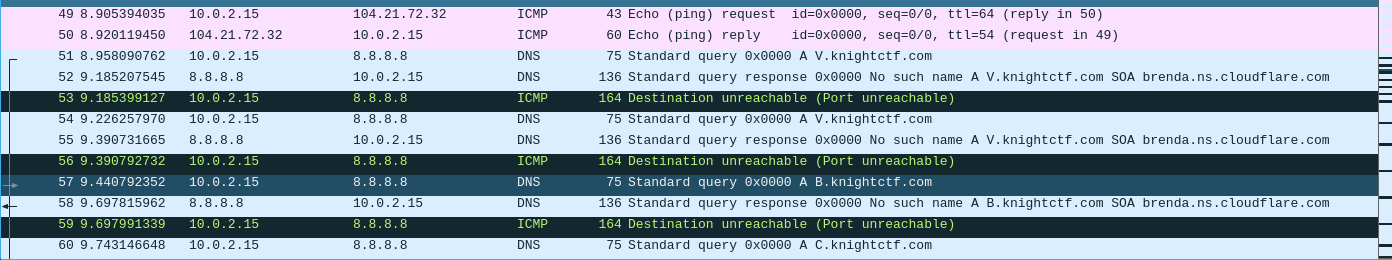 49 8.905394035 10.0.2.15 104.21.72.32 ICMP 43 Echo (ping) request id=0x0000, seq=0/0, ttl=64 (reply in 50)
50 8.920119450 104.21.72.32 10.0.2.15 ICMP 60 Echo (ping) reply id=0x0000, seq=0/0, ttl=54 (request in 49)
51 8.958090762 10.0.2.15 8.8.8.8 DNS 75 Standard query 0x0000 A V.knightctf.com
52 9.185207545 8.8.8.8 10.0.2.15 DNS 136 Standard query response 0x0000 No such name A V.knightctf.com SOA brenda.ns.cloudflare.com
53 9.185399127 10.0.2.15 8.8.8.8 ICMP 164 Destination unreachable (Port unreachable)
54 9.226257970 10.0.2.15 8.8.8.8 DNS 75 Standard query 0x0000 A V.knightctf.com
55 9.390731665 8.8.8.8 10.0.2.15 DNS 136 Standard query response 0x0000 No such name A V.knightctf.com SOA brenda.ns.cloudflare.com
56 9.390792732 10.0.2.15 8.8.8.8 ICMP 164 Destination unreachable (Port unreachable)
57 9.440792352 10.0.2.15 8.8.8.8 DNS 75 Standard query 0x0000 A B.knightctf.com
58 9.697815962 8.8.8.8 10.0.2.15 DNS 136 Standard query response 0x0000 No such name A B.knightctf.com SOA brenda.ns.cloudflare.com
59 9.697991339 10.0.2.15 8.8.8.8 ICMP 164 Destination unreachable (Port unreachable)
60 9.743146648 10.0.2.15 8.8.8.8 DNS 75 Standard query 0x0000 A C.knightctf.com